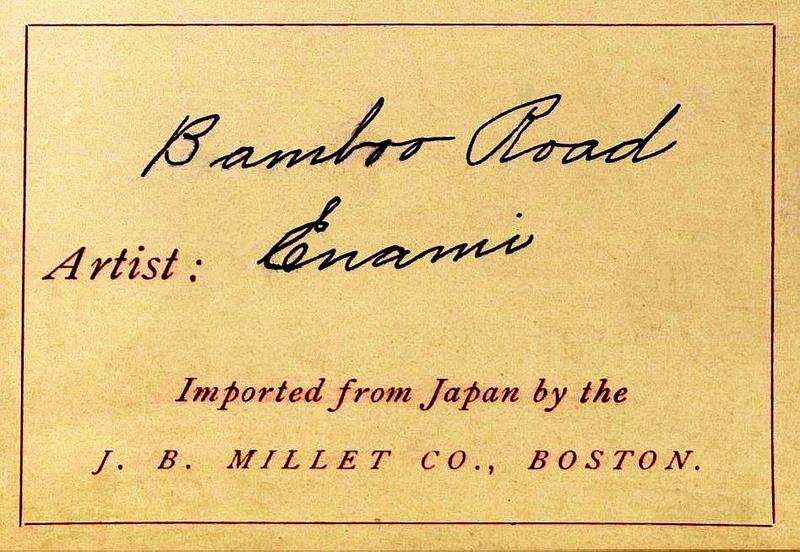 Bamboo Road
Artist: Enami
Imported from Japan by the
J. B. MILLET CO., BOSTON.